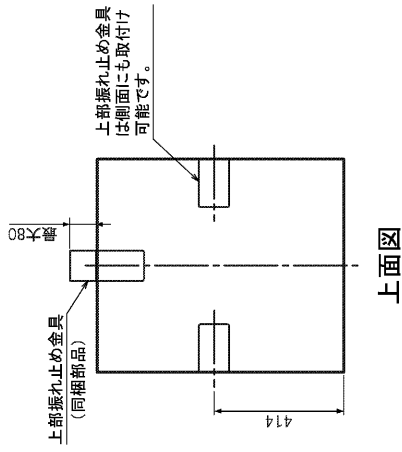 上部振れ止め金具
(同梱部品)
最大80
上部振れ止め金具
は側面にも取付け
可能です。
414
上面図